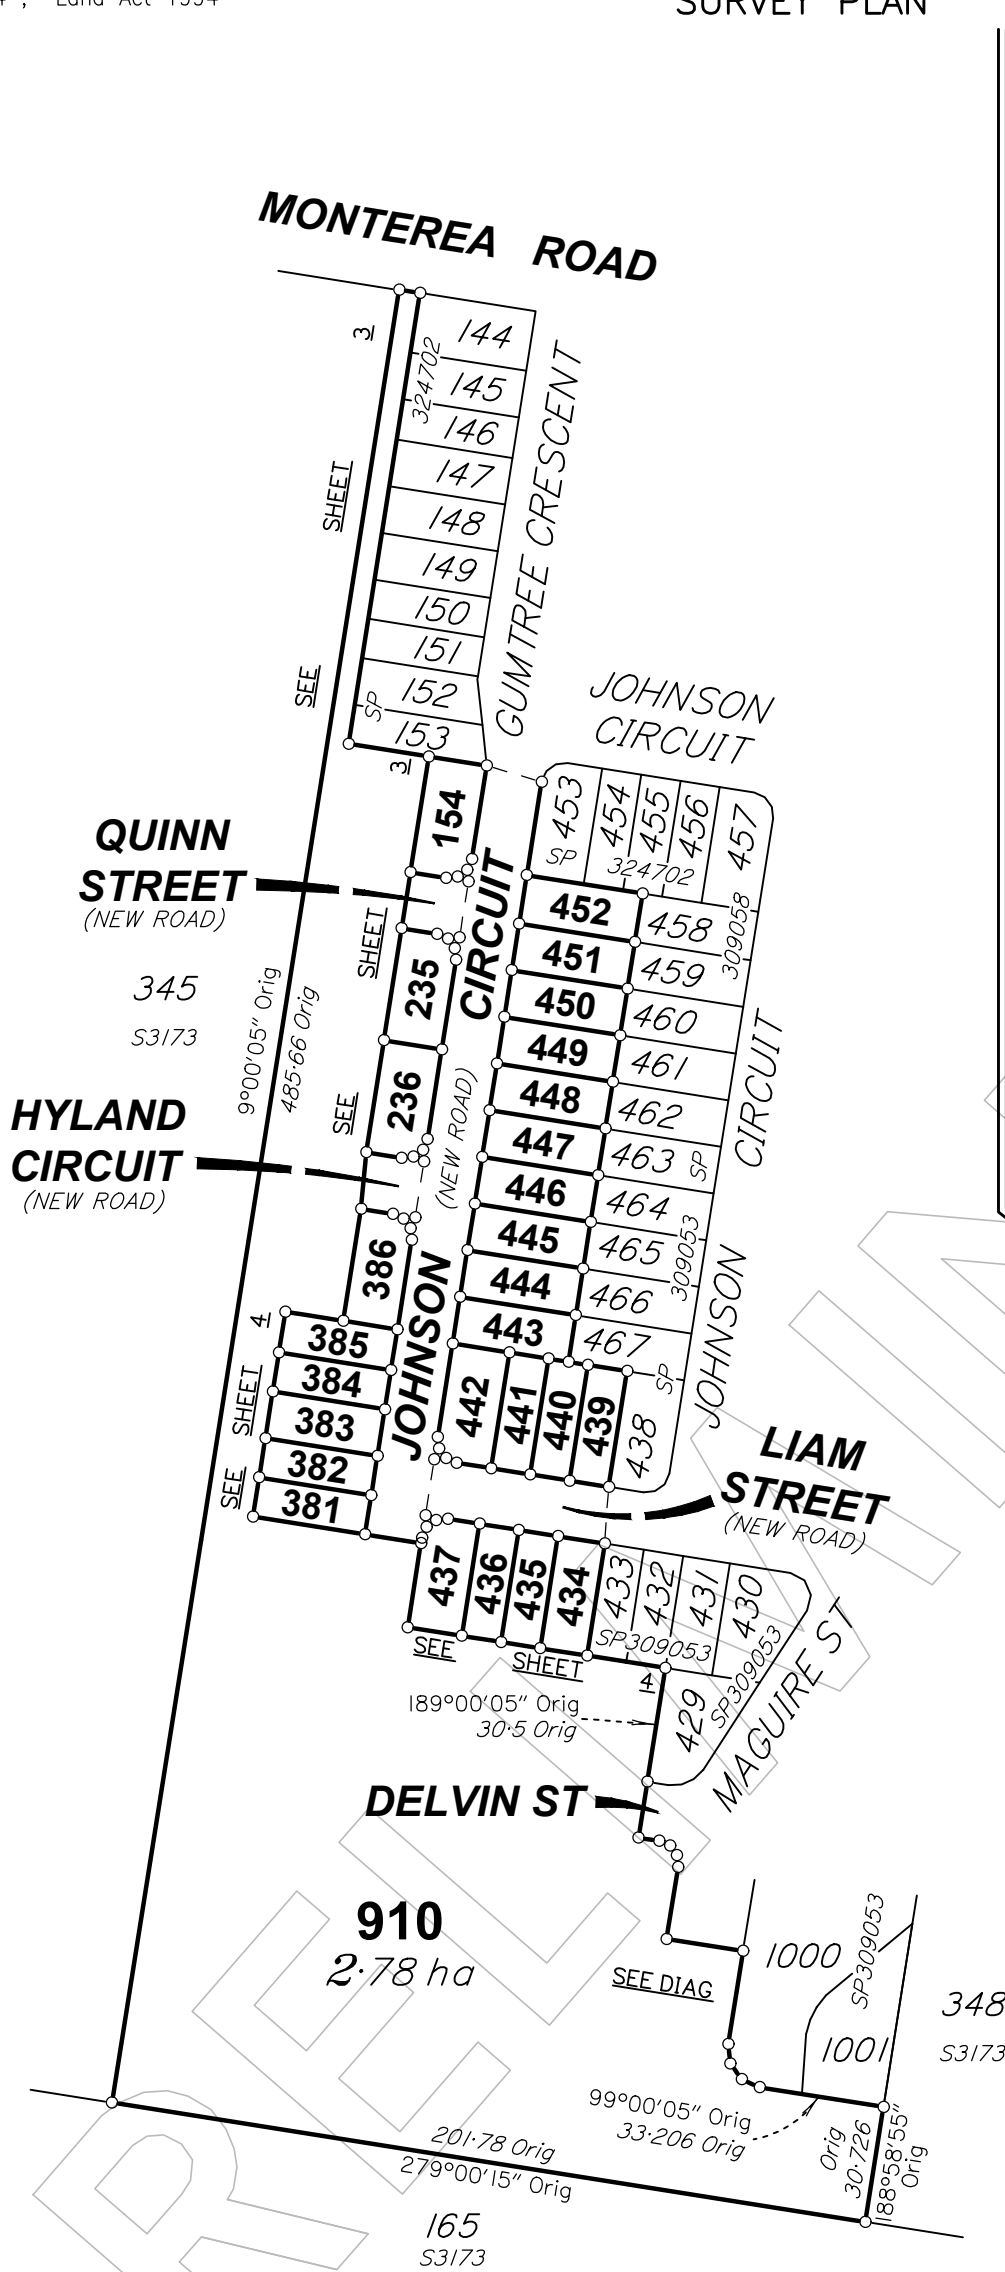 Land Act 1994
SURVEY PLAN
MONTEREA ROAD
3
144
324702
145
146
147
SHEET
148
149
150
151
GUMTREE CRESCENT
SEE
152
SP
153
3
JOHNSON
CIRCUIT
154
453
454
455
456
457
SP
324702
QUINN
STREET
(NEW ROAD)
CIRCUIT
452
458
309058
SHEET
451
459
345
S3173
235
450
460
9°00'05" Orig
485·66 Orig
449
461
CIRCUIT
SEE
236
(NEW ROAD)
448
462
HYLAND
CIRCUIT
(NEW ROAD)
447
463
SP
446
464
445
465
309053
386
444
466
JOHNSON
4
385
443
467
JOHNSON
SP
384
SHEET
383
442
441
440
439
438
382
SEE
381
LIAM
STREET
(NEW ROAD)
437
436
435
434
433
432
431
430
SP309053
SEE
SHEET
4
189°00'05" Orig
30·5 Orig
429
SP309053
MAGUIRE ST
DELVIN ST
910
2·78 ha
SEE DIAG
1000
SP309053
1001
348
S3173
99°00'05" Orig
33·206 Orig
Orig
30·726
188°58'55"
Orig
201·78 Orig
279°00'15" Orig
165
S3173